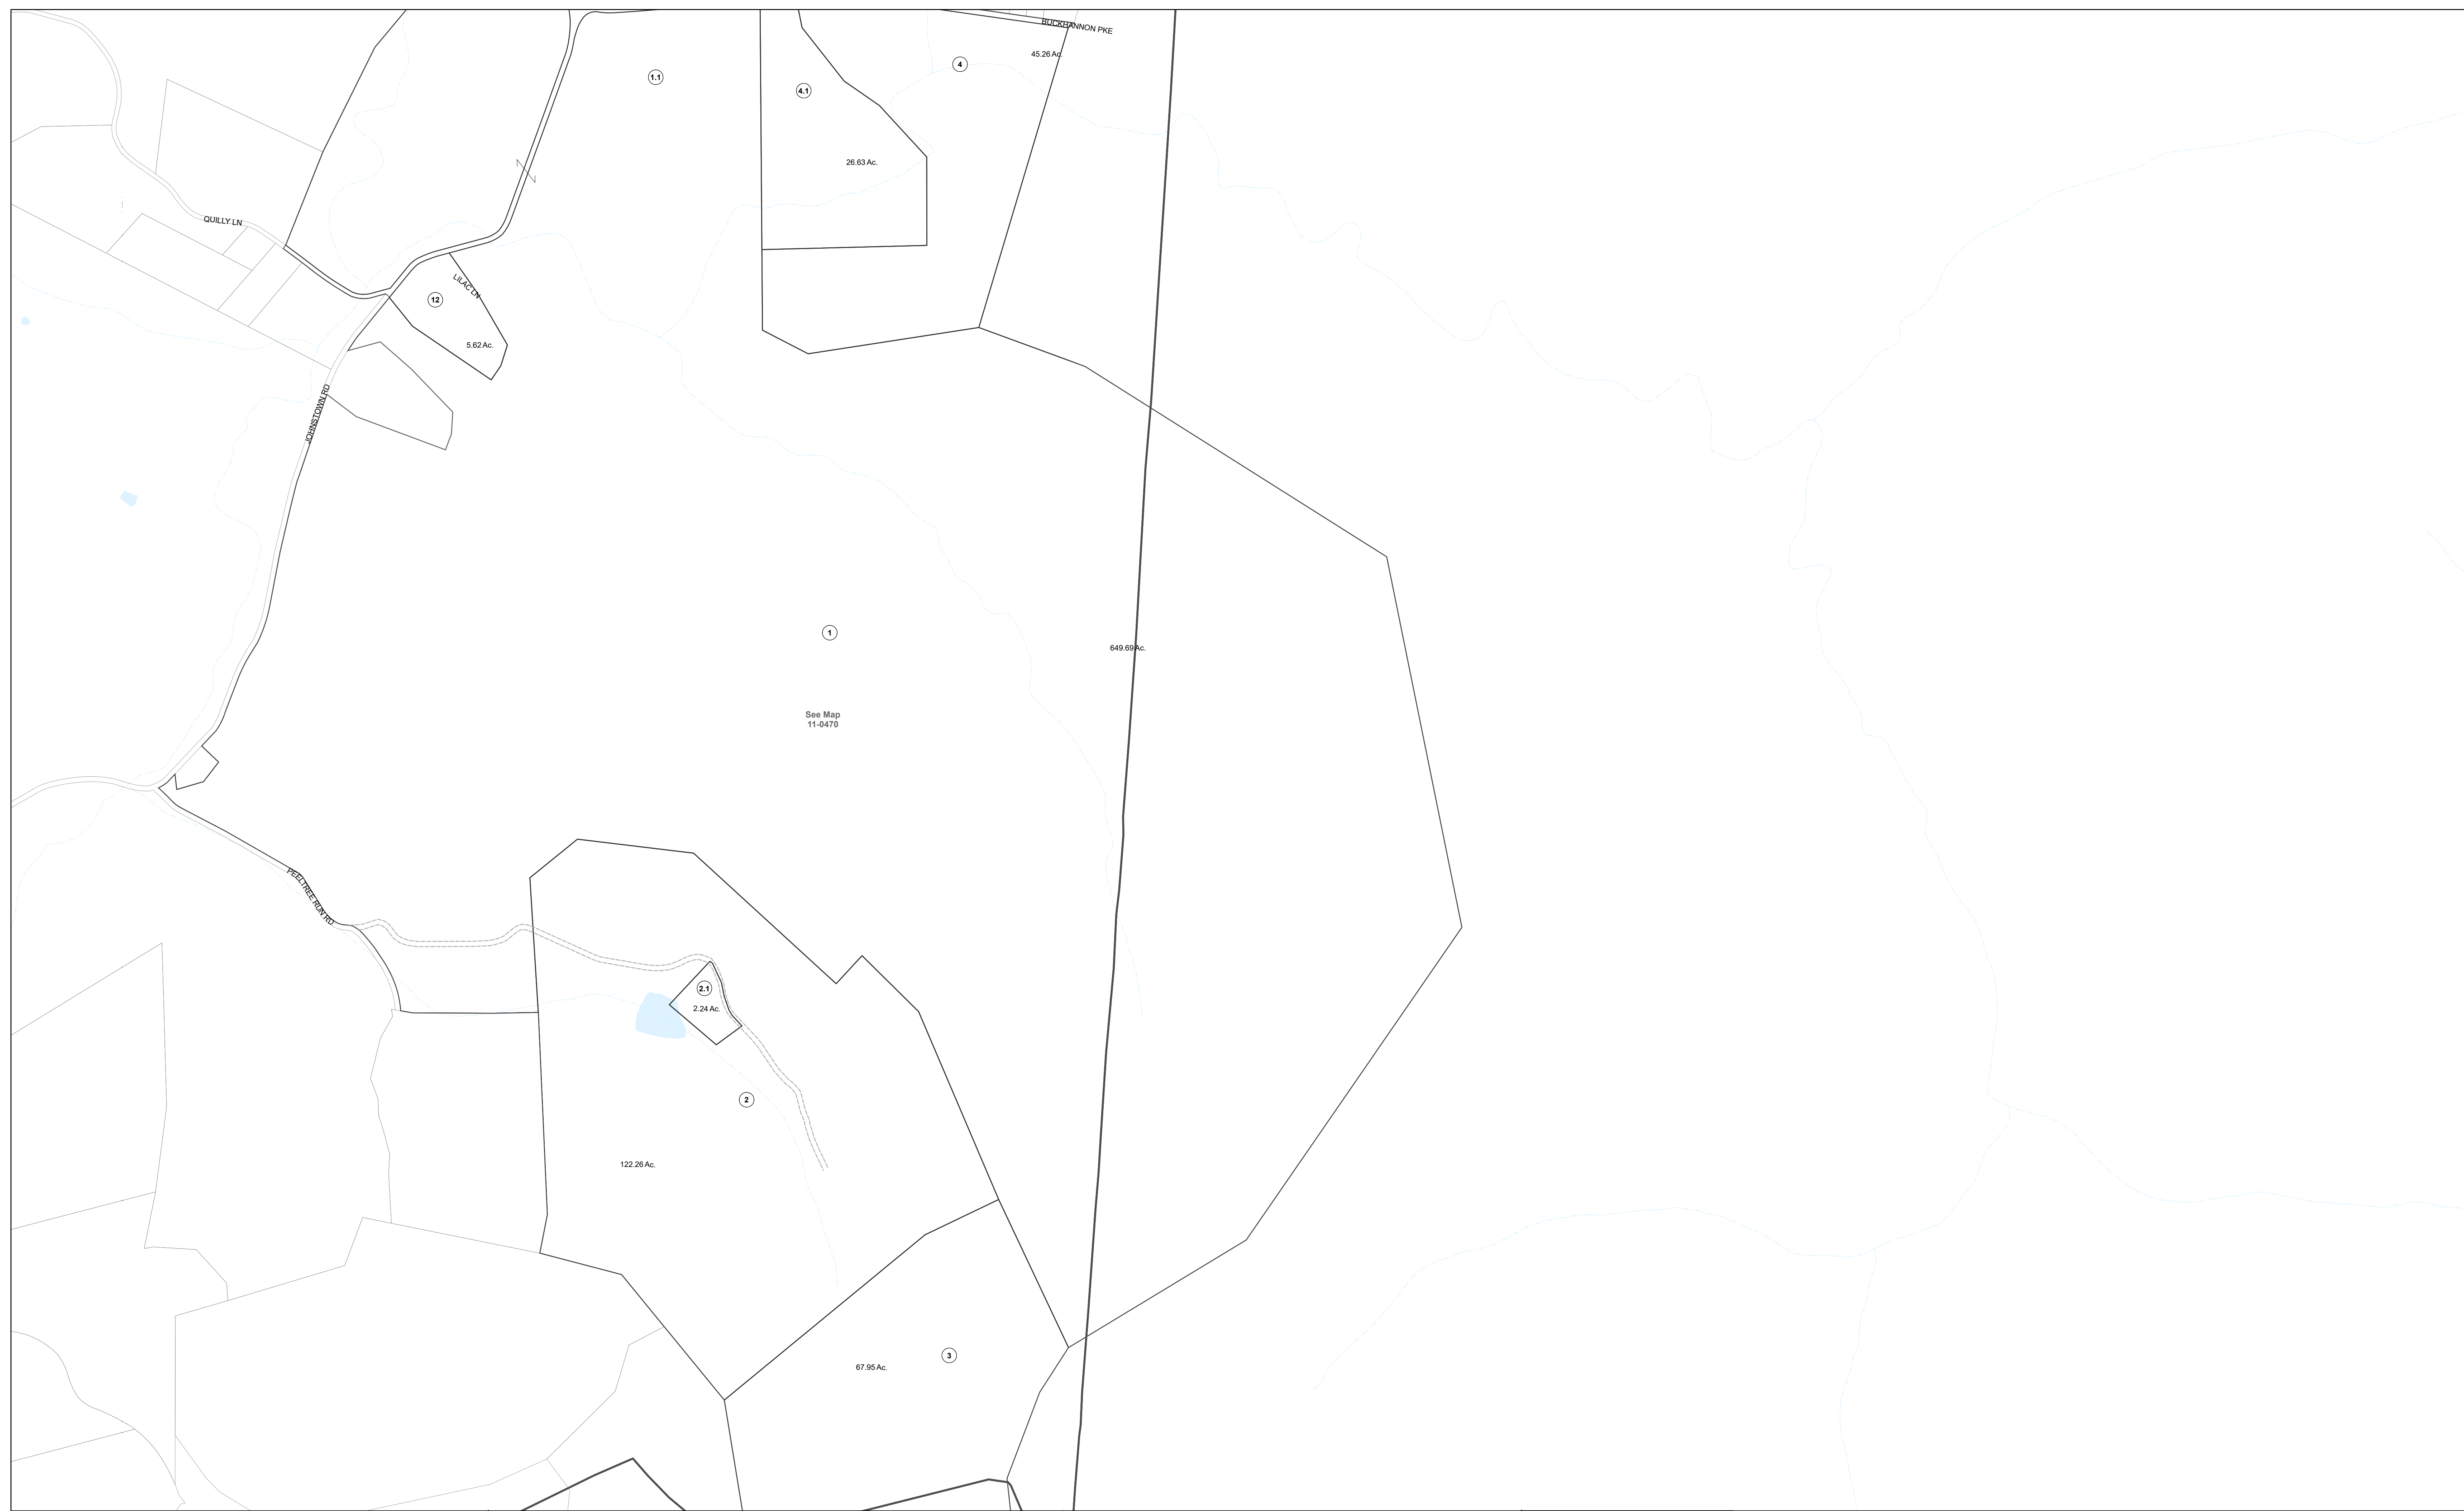 BUCKHANNON PKE
45.26 Ac.
4
1.1
4.1
26.63 Ac.
QUILLY LN
LILAC LN
12
5.62 Ac.
JOHNSTOWN RD
1
649.69 Ac.
See Map
11-0470
PEELTREE RUN RD
2.1
2.24 Ac.
2
122.26 Ac.
3
67.95 Ac.